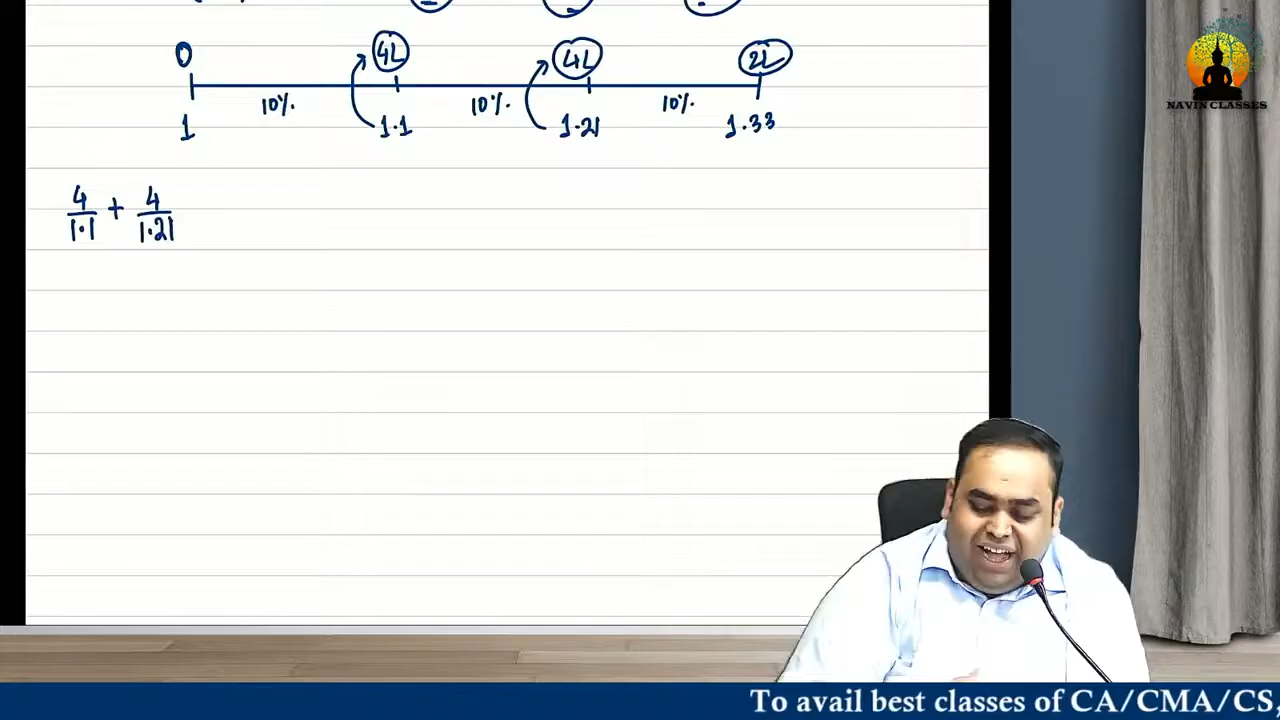 0 4L 4L 2L
10% 10% 10%
1 1.1 1.21 1.33
4/1.1 + 4/1.21
NAVIN CLASSES
To avail best classes of CA/CMA/CS,